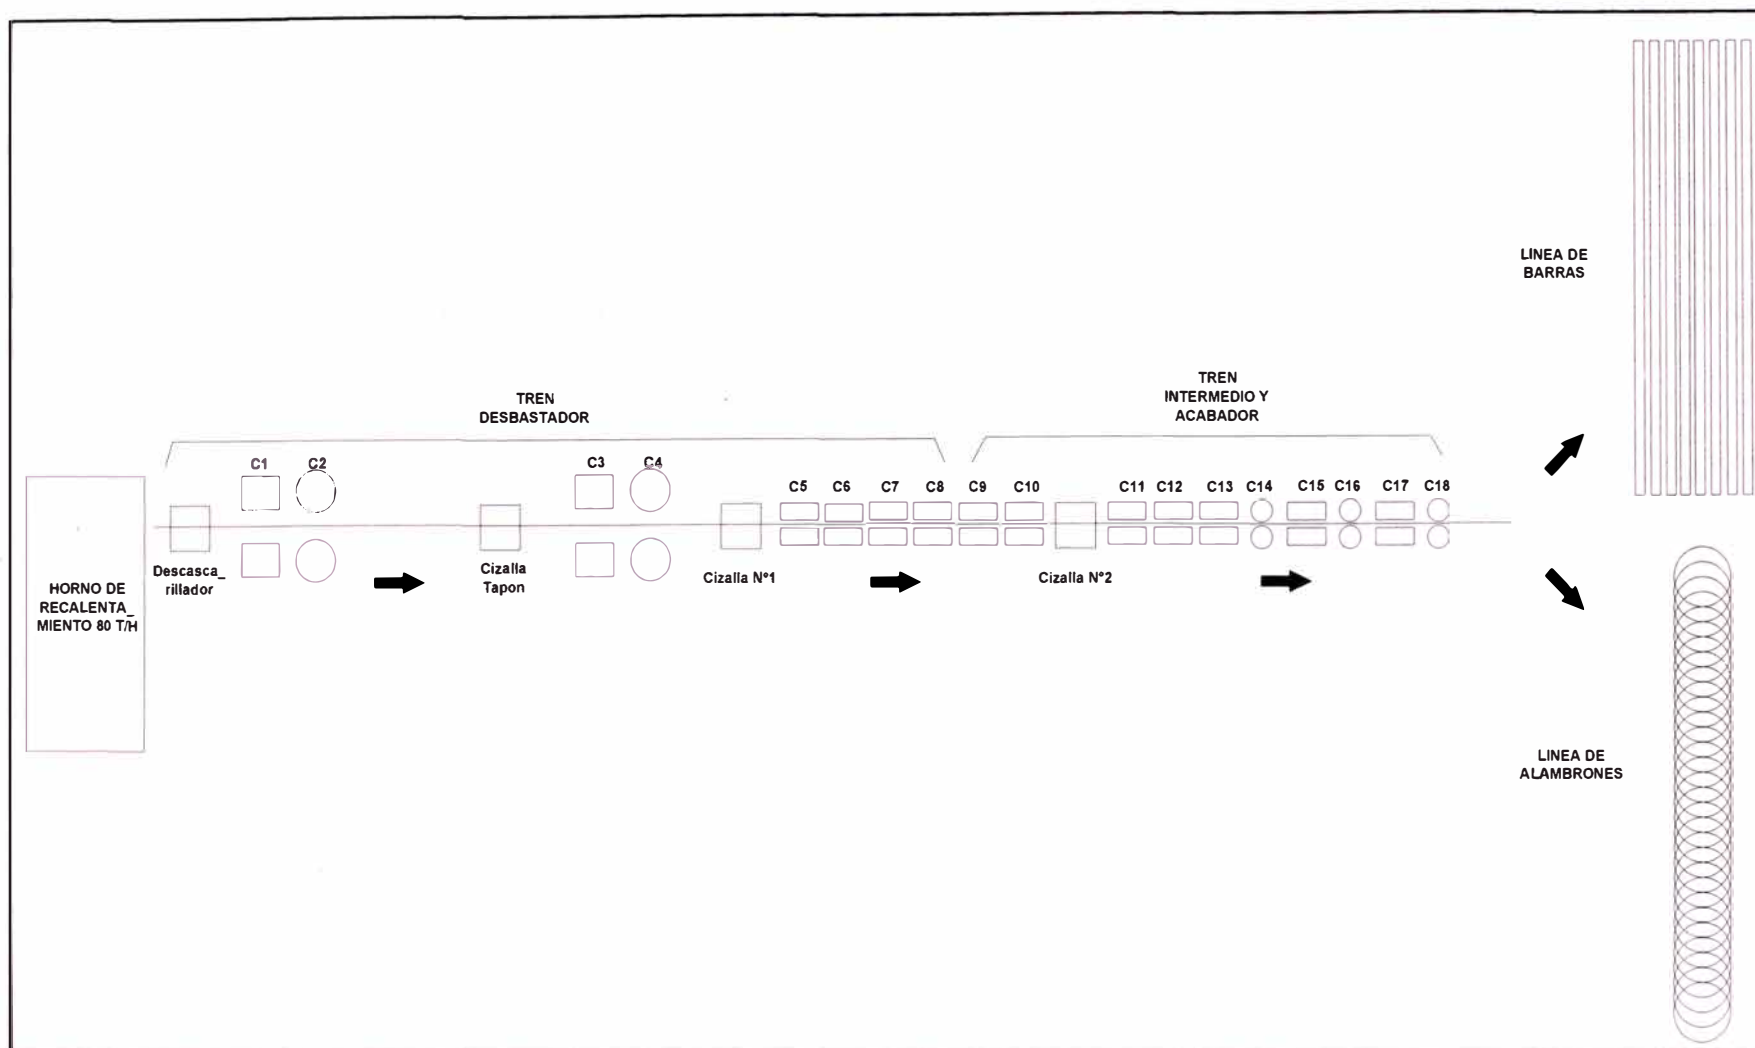 LINEA DE
BARRAS
TREN
INTERMEDIO Y
ACABADOR
TREN
DESBASTADOR
C1
C2
C3
C4
C5
C6
C7
C8
C9
C10
C11
C12
C13
C14
C15
C16
C17
C18
HORNO DE
RECALENTA_
MIENTO 80 T/H
Descasca_
rillador
Cizalla
Tapon
Cizalla Nº1
Cizalla Nº2
LINEA DE
ALAMBRONES